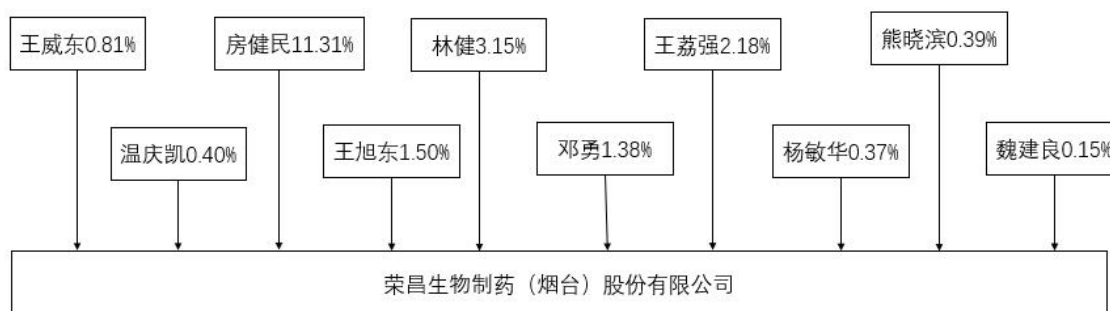 王威东0.81%
房健民11.31%
林健3.15%
王荔强2.18%
熊晓滨0.39%
温庆凯0.40%
王旭东1.50%
邓勇1.38%
杨敏华0.37%
魏建良0.15%
荣昌生物制药（烟台）股份有限公司